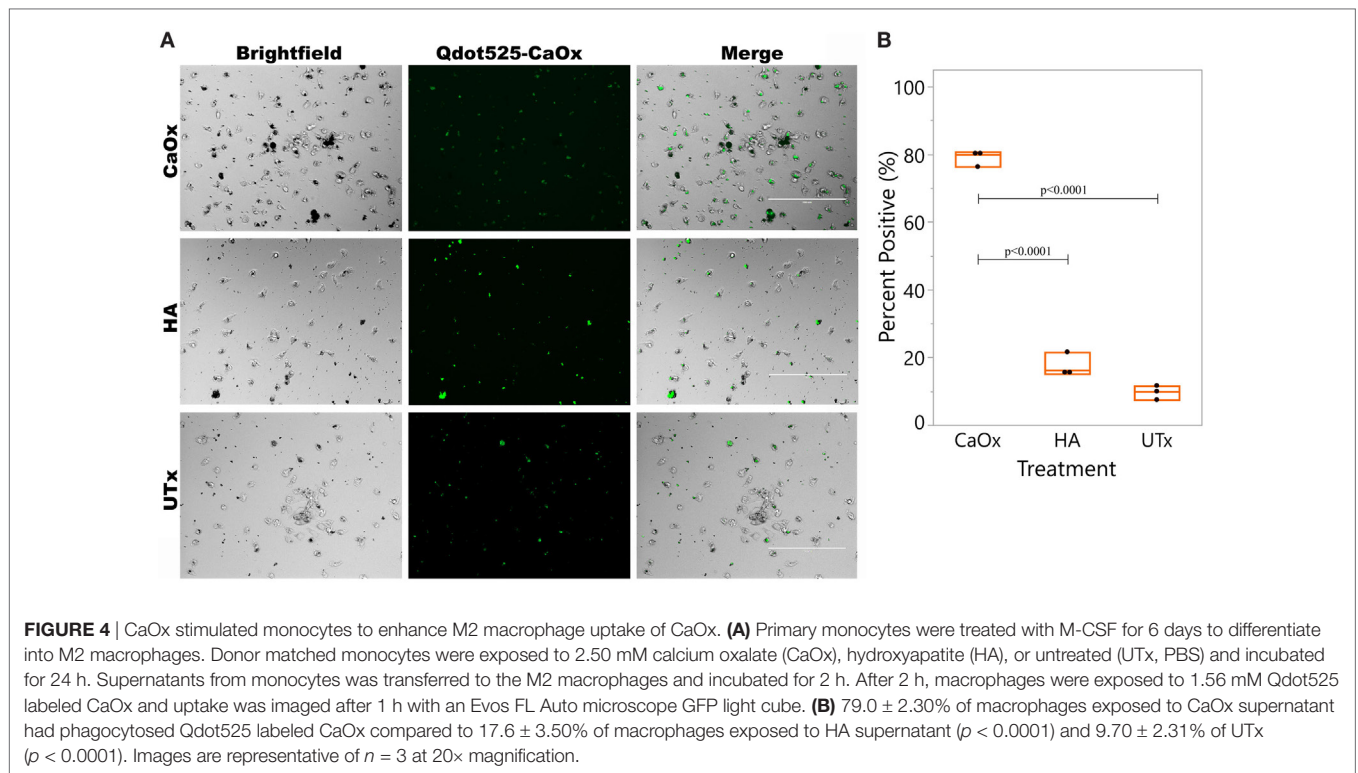 A
Brightfield
Qdot525-CaOx
Merge
CaOx
HA
UTx
B
Percent Positive (%)
100
80
60
40
20
0
p<0.0001
p<0.0001
CaOx
HA
UTx
Treatment
FIGURE 4 | CaOx stimulated monocytes to enhance M2 macrophage uptake of CaOx. (A) Primary monocytes were treated with M-CSF for 6 days to differentiate
into M2 macrophages. Donor matched monocytes were exposed to 2.50 mM calcium oxalate (CaOx), hydroxyapatite (HA), or untreated (UTx, PBS) and incubated
for 24 h. Supernatants from monocytes was transferred to the M2 macrophages and incubated for 2 h. After 2 h, macrophages were exposed to 1.56 mM Qdot525
labeled CaOx and uptake was imaged after 1 h with an Evos FL Auto microscope GFP light cube. (B) 79.0 ± 2.30% of macrophages exposed to CaOx supernatant
had phagocytosed Qdot525 labeled CaOx compared to 17.6 ± 3.50% of macrophages exposed to HA supernatant (p < 0.0001) and 9.70 ± 2.31% of UTx
(p < 0.0001). Images are representative of n = 3 at 20× magnification.